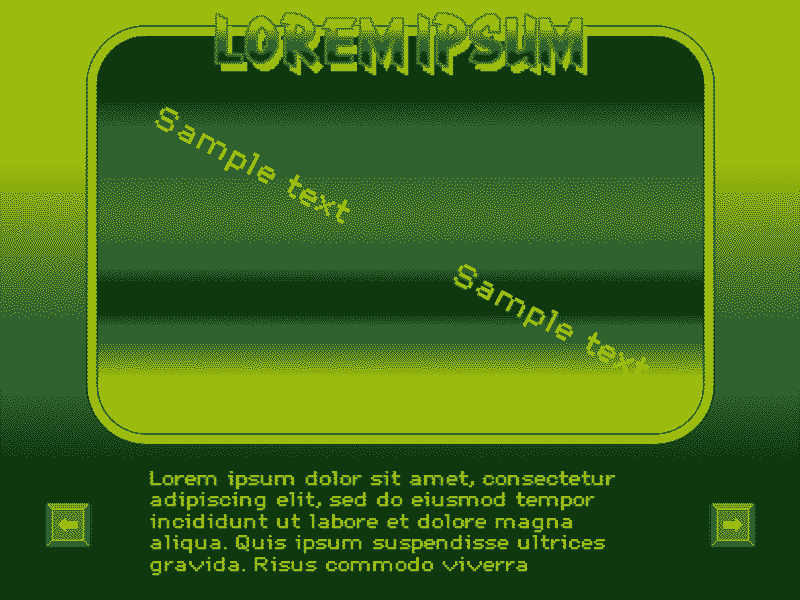 LOREM IPSUM
Sample text
Sample text
Lorem ipsum dolor sit amet, consectetur
adipiscing elit, sed do eiusmod tempor
incididunt ut labore et dolore magna
aliqua. Quis ipsum suspendisse ultrices
gravida. Risus commodo viverra